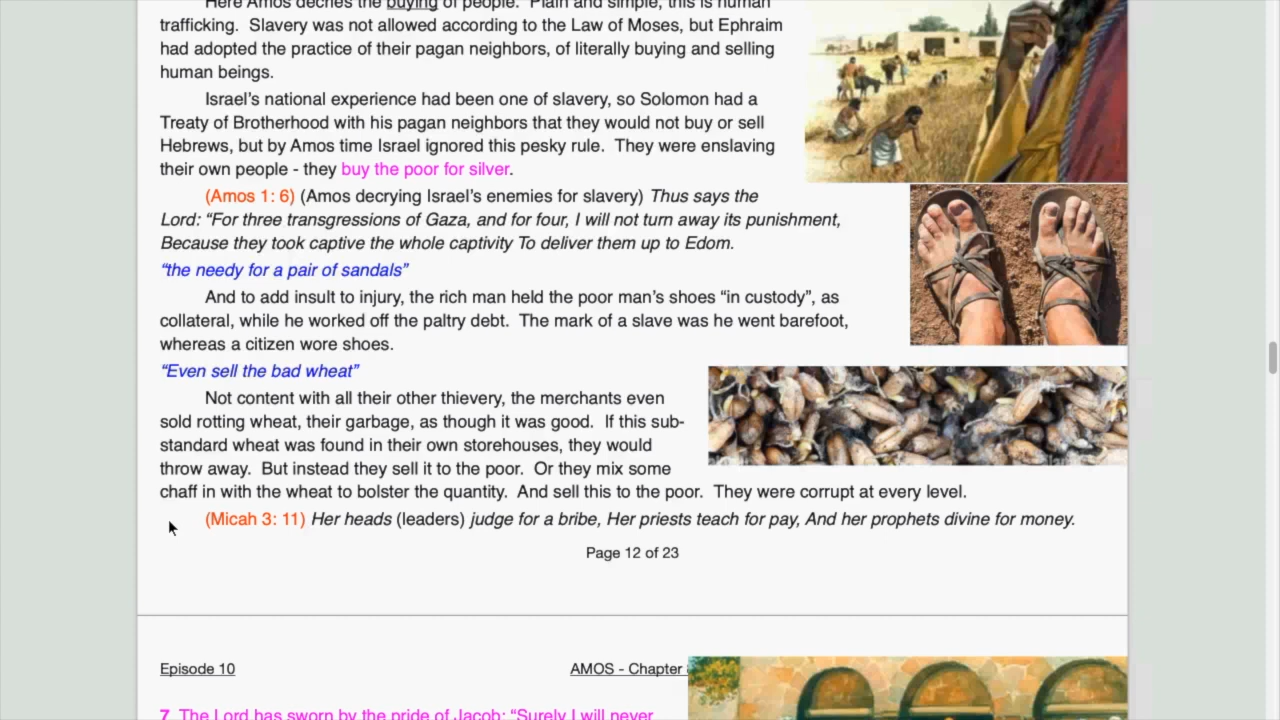 Here Amos decries the buying of people.  Plain and simple, this is human
trafficking.  Slavery was not allowed according to the Law of Moses, but Ephraim
had adopted the practice of their pagan neighbors, of literally buying and selling
human beings.
Israel's national experience had been one of slavery, so Solomon had a
Treaty of Brotherhood with his pagan neighbors that they would not buy or sell
Hebrews, but by Amos time Israel ignored this pesky rule.  They were enslaving
their own people - they buy the poor for silver.
(Amos 1: 6) (Amos decrying Israel's enemies for slavery) Thus says the
Lord: "For three transgressions of Gaza, and for four, I will not turn away its punishment,
Because they took captive the whole captivity To deliver them up to Edom.
"the needy for a pair of sandals"
And to add insult to injury, the rich man held the poor man's shoes "in custody", as
collateral, while he worked off the paltry debt.  The mark of a slave was he went barefoot,
whereas a citizen wore shoes.
"Even sell the bad wheat"
Not content with all their other thievery, the merchants even
sold rotting wheat, their garbage, as though it was good.  If this sub-
standard wheat was found in their own storehouses, they would
throw away.  But instead they sell it to the poor.  Or they mix some
chaff in with the wheat to bolster the quantity.  And sell this to the poor.  They were corrupt at every level.
(Micah 3: 11) Her heads (leaders) judge for a bribe, Her priests teach for pay, And her prophets divine for money.
Page 12 of 23
Episode 10
AMOS - Chapter
7  The Lord has sworn by the pride of Jacob: "Surely I will never